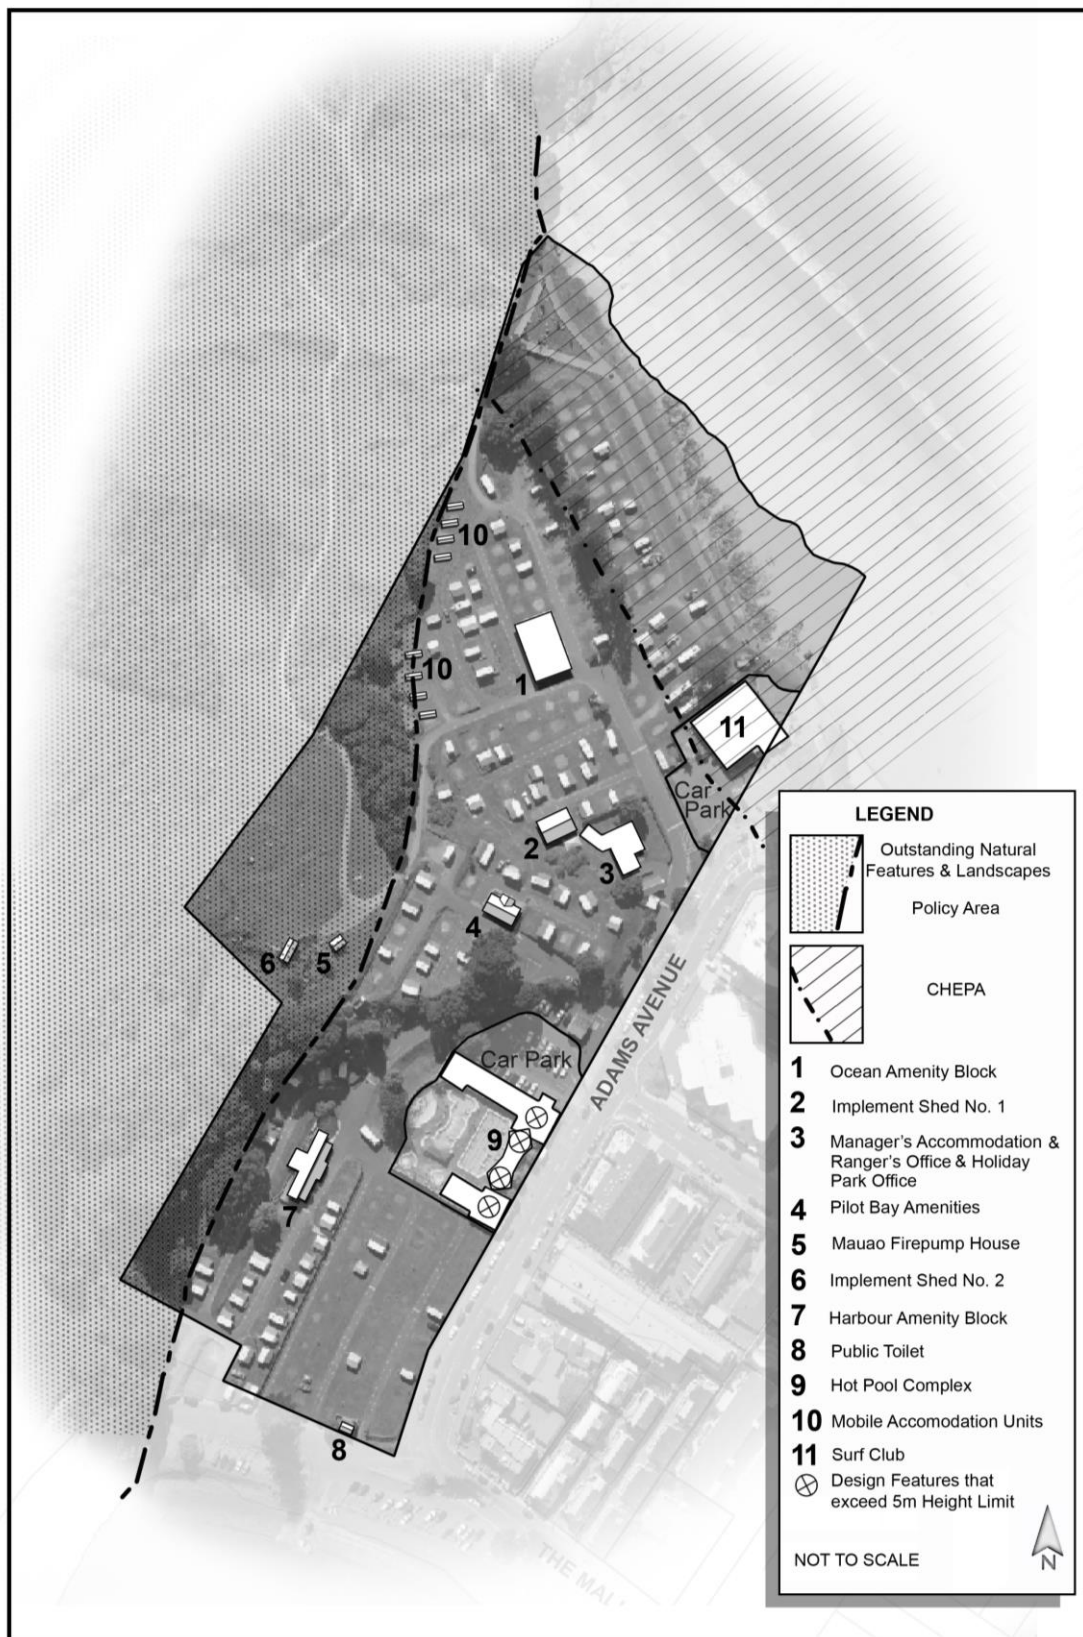 10
10
1
11
Car
Park
2
3
4
6
5
ADAMS AVENUE
Car Park
9
7
8
THE MALL
LEGEND
Outstanding Natural
Features & Landscapes
Policy Area
CHEPA
1 Ocean Amenity Block
2 Implement Shed No. 1
3 Manager's Accommodation &
Ranger's Office & Holiday
Park Office
4 Pilot Bay Amenities
5 Mauao Firepump House
6 Implement Shed No. 2
7 Harbour Amenity Block
8 Public Toilet
9 Hot Pool Complex
10 Mobile Accomodation Units
11 Surf Club
Design Features that
exceed 5m Height Limit
NOT TO SCALE
N